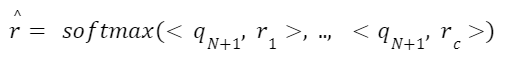 r̂ = softmax(< q_{N+1}, r_1 >, .., < q_{N+1}, r_c >)